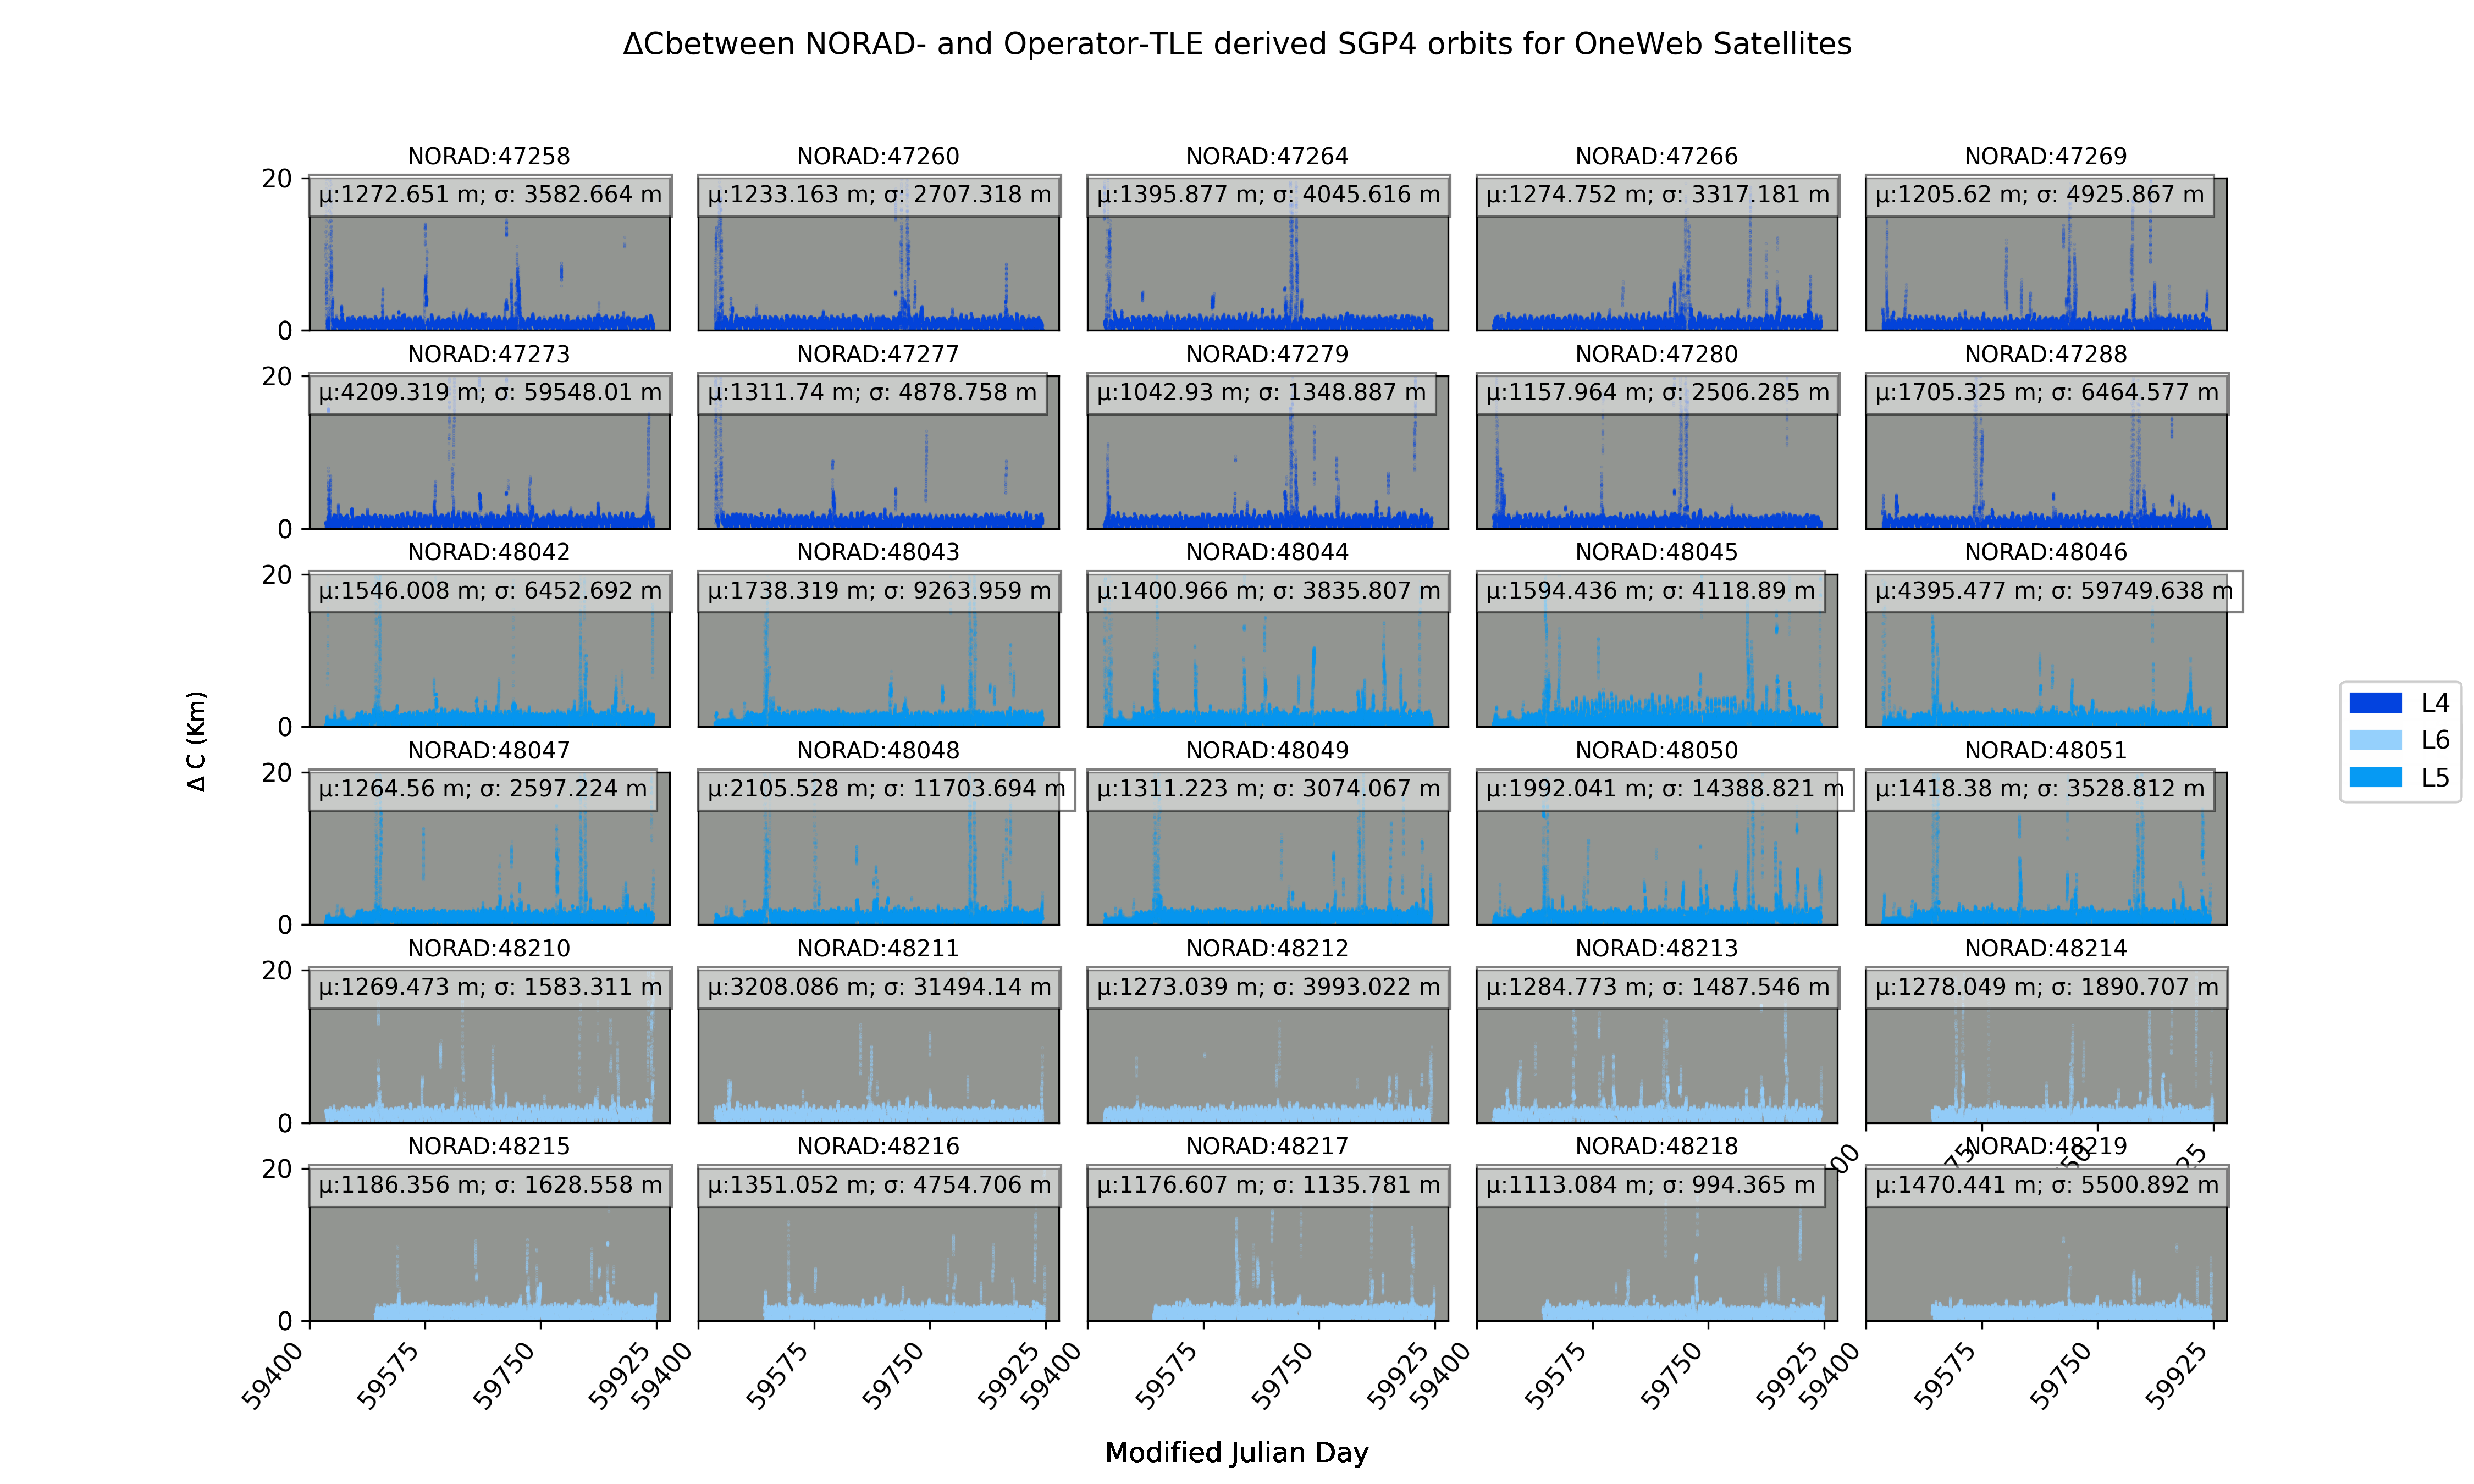 ΔCbetween NORAD- and Operator-TLE derived SGP4 orbits for OneWeb Satellites
NORAD:47258
NORAD:47260
NORAD:47264
NORAD:47266
NORAD:47269
20
μ:1272.651 m; σ: 3582.664 m
μ:1233.163 m; σ: 2707.318 m
μ:1395.877 m; σ: 4045.616 m
μ:1274.752 m; σ: 3317.181 m
μ:1205.62 m; σ: 4925.867 m
0
NORAD:47273
NORAD:47277
NORAD:47279
NORAD:47280
NORAD:47288
20
μ:4209.319 m; σ: 59548.01 m
μ:1311.74 m; σ: 4878.758 m
μ:1042.93 m; σ: 1348.887 m
μ:1157.964 m; σ: 2506.285 m
μ:1705.325 m; σ: 6464.577 m
0
NORAD:48042
NORAD:48043
NORAD:48044
NORAD:48045
NORAD:48046
20
μ:1546.008 m; σ: 6452.692 m
μ:1738.319 m; σ: 9263.959 m
μ:1400.966 m; σ: 3835.807 m
μ:1594.436 m; σ: 4118.89 m
μ:4395.477 m; σ: 59749.638 m
0
Δ C (Km)
L4
L6
L5
NORAD:48047
NORAD:48048
NORAD:48049
NORAD:48050
NORAD:48051
20
μ:1264.56 m; σ: 2597.224 m
μ:2105.528 m; σ: 11703.694 m
μ:1311.223 m; σ: 3074.067 m
μ:1992.041 m; σ: 14388.821 m
μ:1418.38 m; σ: 3528.812 m
0
NORAD:48210
NORAD:48211
NORAD:48212
NORAD:48213
NORAD:48214
20
μ:1269.473 m; σ: 1583.311 m
μ:3208.086 m; σ: 31494.14 m
μ:1273.039 m; σ: 3993.022 m
μ:1284.773 m; σ: 1487.546 m
μ:1278.049 m; σ: 1890.707 m
0
NORAD:48215
NORAD:48216
NORAD:48217
NORAD:48218
NORAD:48219
20
μ:1186.356 m; σ: 1628.558 m
μ:1351.052 m; σ: 4754.706 m
μ:1176.607 m; σ: 1135.781 m
μ:1113.084 m; σ: 994.365 m
μ:1470.441 m; σ: 5500.892 m
0
59400
59575
59750
59925
59400
59575
59750
59925
59400
59575
59750
59925
59400
59575
59750
59925
59400
59575
59750
59925
Modified Julian Day